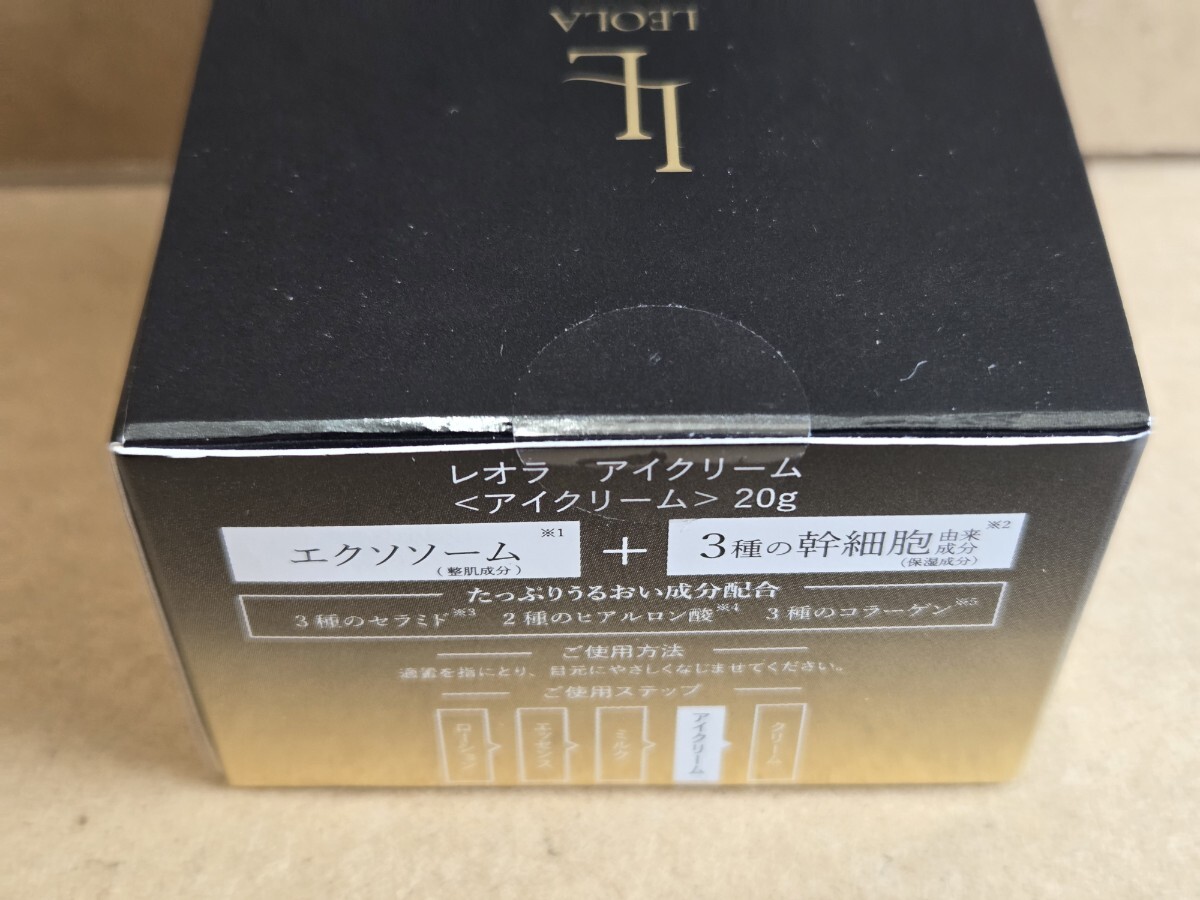 LEOLA
LL
レオラ　アイクリーム
＜アイクリーム＞ 20g
エクソソーム※1
（整肌成分）
＋
3種の幹細胞由来成分※2
（保湿成分）
たっぷりうるおい成分配合
3種のセラミド※3　2種のヒアルロン酸※4　3種のコラーゲン※5
ご使用方法
適量を指にとり、目元にやさしくなじませてください。
ご使用ステップ
ローション
エッセンス
ミルク
アイクリーム
クリーム